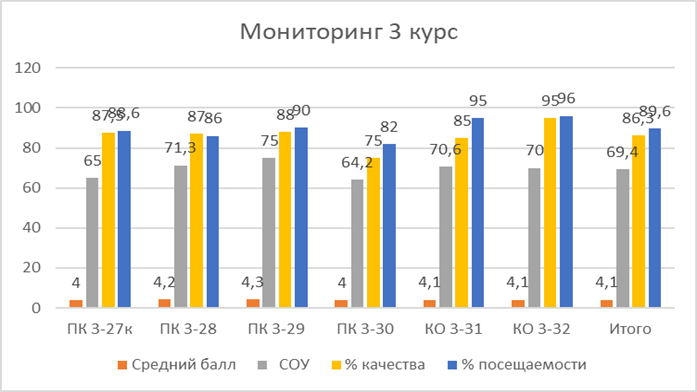 Мониторинг 3 курс
120
100
80
60
40
20
0
4 65 87,5 88,6
4,2 71,3 87 86
4,3 75 88 90
4 64,2 75 82
4,1 70,6 85 95
4,1 70 95 96
4,1 69,4 86,3 89,6
ПК 3-27к ПК 3-28 ПК 3-29 ПК 3-30 КО 3-31 КО 3-32 Итого
Средний балл СОУ % качества % посещаемости